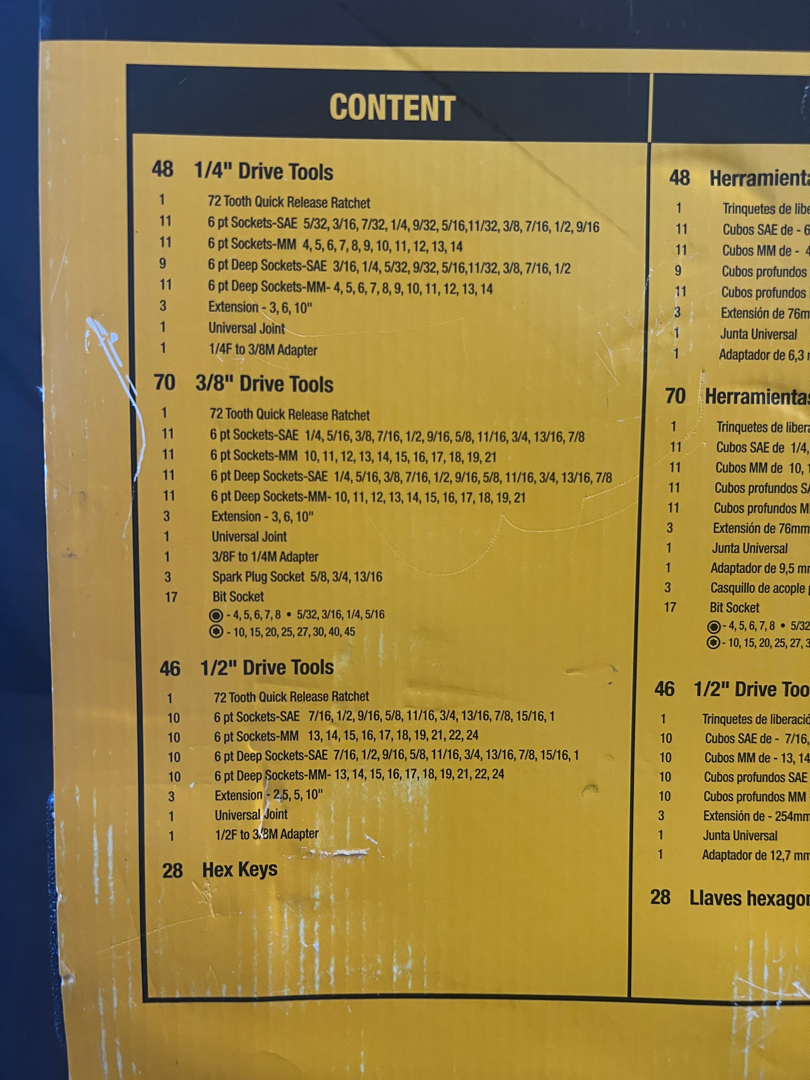 CONTENT
48 1/4" Drive Tools
1 72 Tooth Quick Release Ratchet
11 6 pt Sockets-SAE 5/32, 3/16, 7/32, 1/4, 9/32, 5/16,11/32, 3/8, 7/16, 1/2, 9/16
11 6 pt Sockets-MM 4, 5, 6, 7, 8, 9, 10, 11, 12, 13, 14
9 6 pt Deep Sockets-SAE 3/16, 1/4, 5/32, 9/32, 5/16,11/32, 3/8, 7/16, 1/2
11 6 pt Deep Sockets-MM- 4, 5, 6, 7, 8, 9, 10, 11, 12, 13, 14
3 Extension - 3, 6, 10"
1 Universal Joint
1 1/4F to 3/8M Adapter
70 3/8" Drive Tools
1 72 Tooth Quick Release Ratchet
11 6 pt Sockets-SAE 1/4, 5/16, 3/8, 7/16, 1/2, 9/16, 5/8, 11/16, 3/4, 13/16, 7/8
11 6 pt Sockets-MM 10, 11, 12, 13, 14, 15, 16, 17, 18, 19, 21
11 6 pt Deep Sockets-SAE 1/4, 5/16, 3/8, 7/16, 1/2, 9/16, 5/8, 11/16, 3/4, 13/16, 7/8
11 6 pt Deep Sockets-MM- 10, 11, 12, 13, 14, 15, 16, 17, 18, 19, 21
3 Extension - 3, 6, 10"
1 Universal Joint
1 3/8F to 1/4M Adapter
3 Spark Plug Socket 5/8, 3/4, 13/16
17 Bit Socket
- 4, 5, 6, 7, 8 • 5/32, 3/16, 1/4, 5/16
- 10, 15, 20, 25, 27, 30, 40, 45
46 1/2" Drive Tools
1 72 Tooth Quick Release Ratchet
10 6 pt Sockets-SAE 7/16, 1/2, 9/16, 5/8, 11/16, 3/4, 13/16, 7/8, 15/16, 1
10 6 pt Sockets-MM 13, 14, 15, 16, 17, 18, 19, 21, 22, 24
10 6 pt Deep Sockets-SAE 7/16, 1/2, 9/16, 5/8, 11/16, 3/4, 13/16, 7/8, 15/16, 1
10 6 pt Deep Sockets-MM- 13, 14, 15, 16, 17, 18, 19, 21, 22, 24
3 Extension - 2,5, 5, 10"
1 Universal Joint
1 1/2F to 3/8M Adapter
28 Hex Keys
48 Herramienta
1 Trinquetes de libe
11 Cubos SAE de - 6
11 Cubos MM de - 4
9 Cubos profundos
11 Cubos profundos
3 Extensión de 76m
1 Junta Universal
1 Adaptador de 6,3
70 Herramientas
1 Trinquetes de libera
11 Cubos SAE de 1/4,
11 Cubos MM de 10, 1
11 Cubos profundos SA
11 Cubos profundos M
3 Extensión de 76mm
1 Junta Universal
1 Adaptador de 9,5 m
3 Casquillo de acople
17 Bit Socket
- 4, 5, 6, 7, 8 • 5/32
- 10, 15, 20, 25, 27, 3
46 1/2" Drive Too
1 Trinquetes de liberació
10 Cubos SAE de - 7/16,
10 Cubos MM de - 13, 14
10 Cubos profundos SAE
10 Cubos profundos MM
3 Extensión de - 254mm
1 Junta Universal
1 Adaptador de 12,7 mm
28 Llaves hexagon